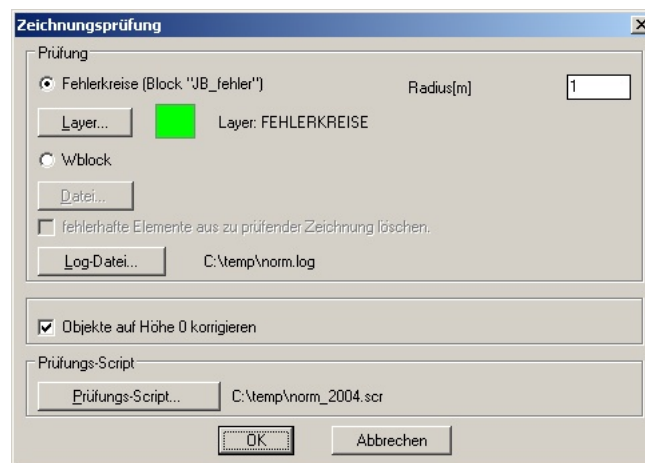 Zeichnungsprüfung
Prüfung
Fehlerkreise (Block "JB_fehler")
Radius[m]
1
Layer...
Layer: FEHLERKREISE
Wblock
Datei...
fehlerhafte Elemente aus zu prüfender Zeichnung löschen.
Log-Datei...
C:\temp\norm.log
Objekte auf Höhe 0 korrigieren
Prüfungs-Script
Prüfungs-Script...
C:\temp\norm_2004.scr
OK
Abbrechen